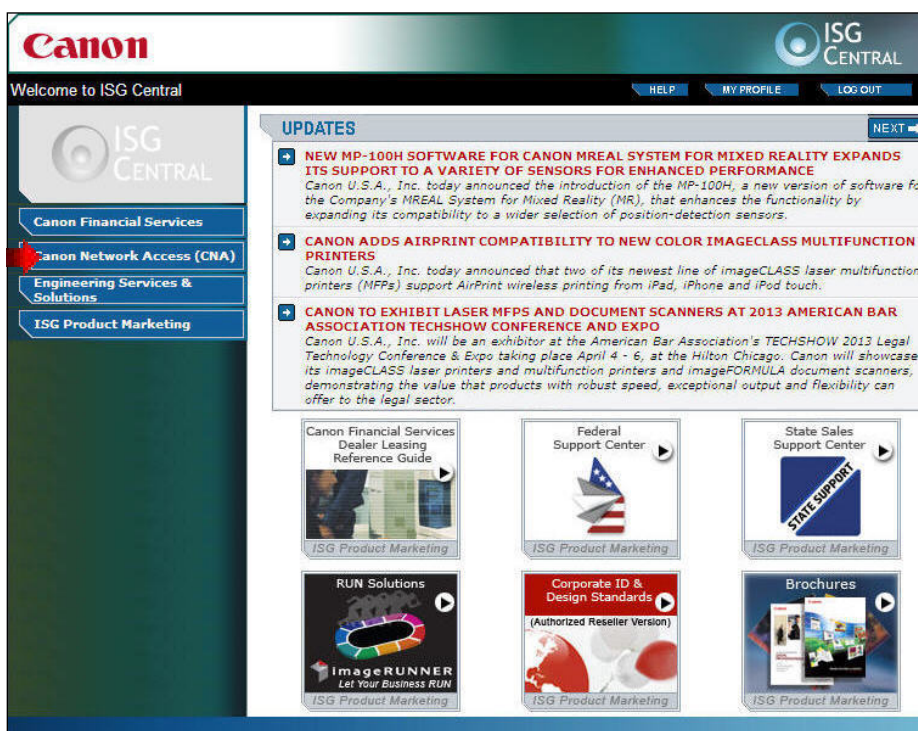 Canon
ISG
CENTRAL
Welcome to ISG Central
HELP
MY PROFILE
LOG OUT
ISG
CENTRAL
Canon Financial Services
Canon Network Access (CNA)
Engineering Services &
Solutions
ISG Product Marketing
UPDATES
NEXT
NEW MP-100H SOFTWARE FOR CANON MREAL SYSTEM FOR MIXED REALITY EXPANDS
ITS SUPPORT TO A VARIETY OF SENSORS FOR ENHANCED PERFORMANCE
Canon U.S.A., Inc. today announced the introduction of the MP-100H, a new version of software fo
the Company's MREAL System for Mixed Reality (MR), that enhances the functionality by
expanding its compatibility to a wider selection of position-detection sensors.
CANON ADDS AIRPRINT COMPATIBILITY TO NEW COLOR IMAGECLASS MULTIFUNCTION
PRINTERS
Canon U.S.A., Inc. today announced that two of its newest line of imageCLASS laser multifunction
printers (MFPs) support AirPrint wireless printing from iPad, iPhone and iPod touch.
CANON TO EXHIBIT LASER MFPS AND DOCUMENT SCANNERS AT 2013 AMERICAN BAR
ASSOCIATION TECHSHOW CONFERENCE AND EXPO
Canon U.S.A., Inc. will be an exhibitor at the American Bar Association's TECHSHOW 2013 Legal
Technology Conference & Expo taking place April 4 - 6, at the Hilton Chicago. Canon will showcase
its imageCLASS laser printers and multifunction printers and imageFORMULA document scanners,
demonstrating the value that products with robust speed, exceptional output and flexibility can
offer to the legal sector.
Canon Financial Services
Dealer Leasing
Reference Guide
ISG Product Marketing
Federal
Support Center
ISG Product Marketing
State Sales
Support Center
STATE SUPPORT
ISG Product Marketing
RUN Solutions
imageRUNNER
Let Your Business RUN
ISG Product Marketing
Corporate ID &
Design Standards
(Authorized Reseller Version)
ISG Product Marketing
Brochures
ISG Product Marketing